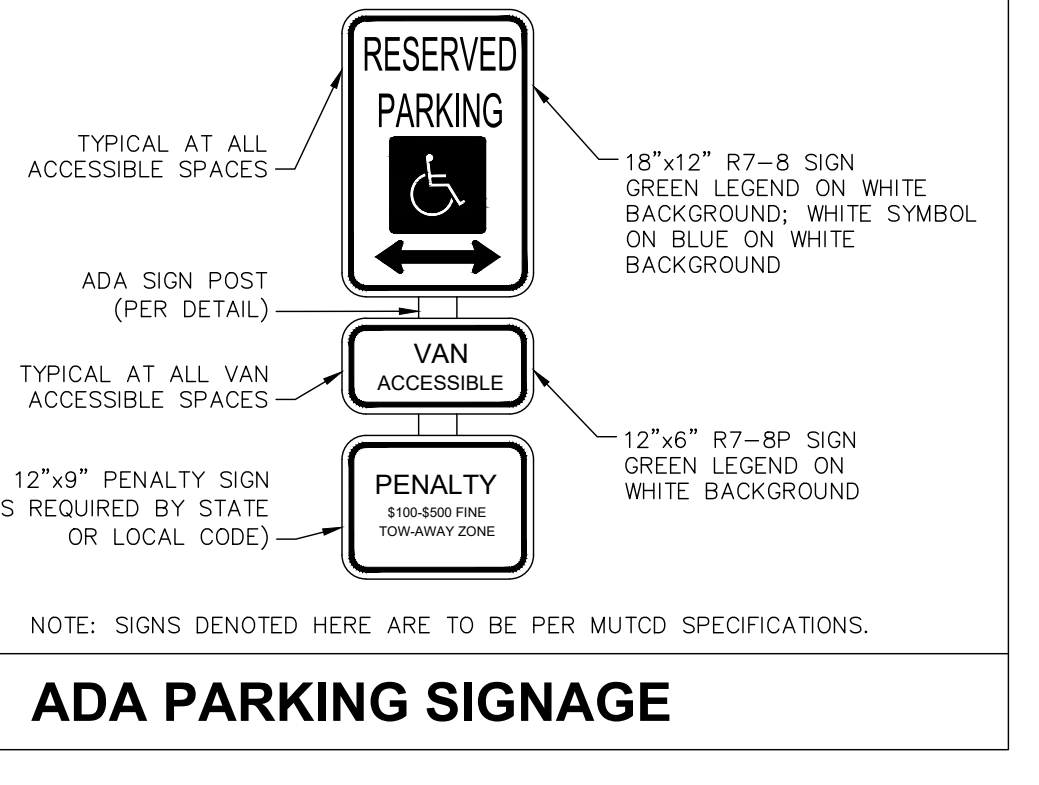 RESERVED
PARKING
TYPICAL AT ALL
ACCESSIBLE SPACES
18”x12” R7-8 SIGN
GREEN LEGEND ON WHITE
BACKGROUND; WHITE SYMBOL
ON BLUE ON WHITE
BACKGROUND
ADA SIGN POST
(PER DETAIL)
VAN
ACCESSIBLE
TYPICAL AT ALL VAN
ACCESSIBLE SPACES
12”x6” R7-8P SIGN
GREEN LEGEND ON
WHITE BACKGROUND
12”x9” PENALTY SIGN
S REQUIRED BY STATE
OR LOCAL CODE)
PENALTY
$100-$500 FINE
TOW-AWAY ZONE
NOTE: SIGNS DENOTED HERE ARE TO BE PER MUTCD SPECIFICATIONS.
ADA PARKING SIGNAGE